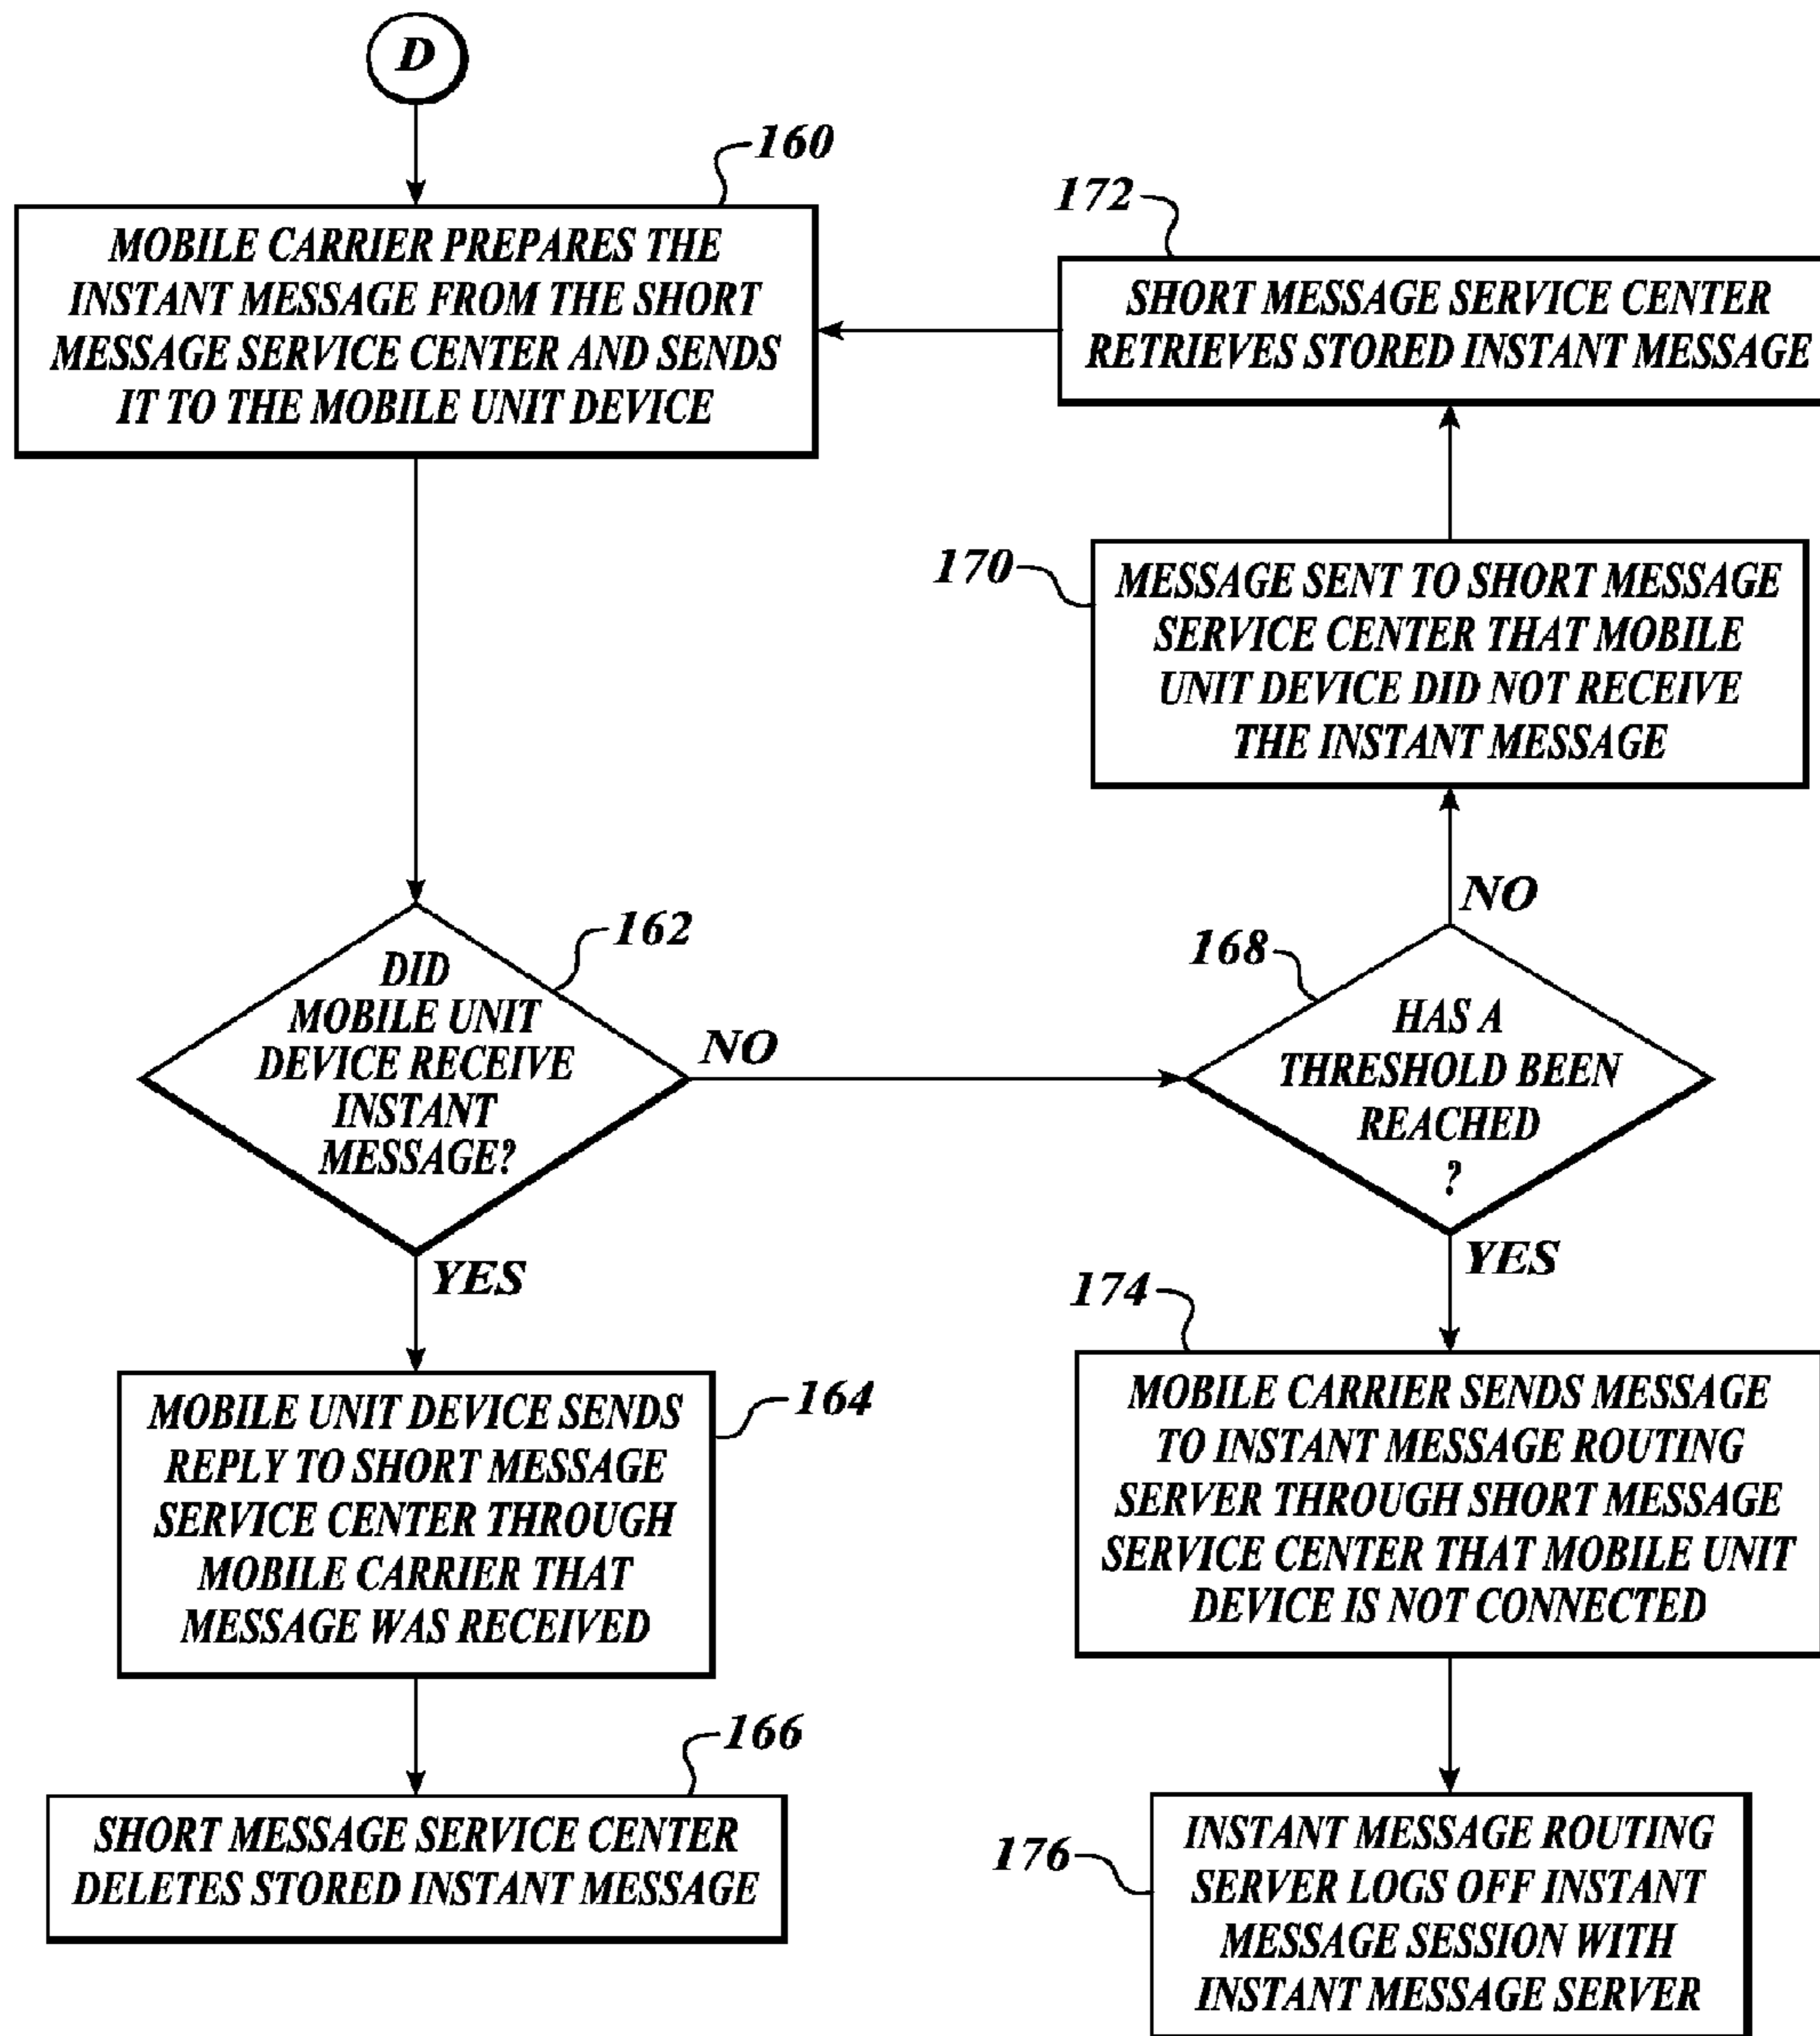 D
160
MOBILE CARRIER PREPARES THE
INSTANT MESSAGE FROM THE SHORT
MESSAGE SERVICE CENTER AND SENDS
IT TO THE MOBILE UNIT DEVICE
172
SHORT MESSAGE SERVICE CENTER
RETRIEVES STORED INSTANT MESSAGE
170
MESSAGE SENT TO SHORT MESSAGE
SERVICE CENTER THAT MOBILE
UNIT DEVICE DID NOT RECEIVE
THE INSTANT MESSAGE
162
DID
MOBILE UNIT
DEVICE RECEIVE
INSTANT
MESSAGE?
NO
YES
168
NO
HAS A
THRESHOLD BEEN
REACHED
?
YES
164
MOBILE UNIT DEVICE SENDS
REPLY TO SHORT MESSAGE
SERVICE CENTER THROUGH
MOBILE CARRIER THAT
MESSAGE WAS RECEIVED
174
MOBILE CARRIER SENDS MESSAGE
TO INSTANT MESSAGE ROUTING
SERVER THROUGH SHORT MESSAGE
SERVICE CENTER THAT MOBILE UNIT
DEVICE IS NOT CONNECTED
166
SHORT MESSAGE SERVICE CENTER
DELETES STORED INSTANT MESSAGE
176
INSTANT MESSAGE ROUTING
SERVER LOGS OFF INSTANT
MESSAGE SESSION WITH
INSTANT MESSAGE SERVER